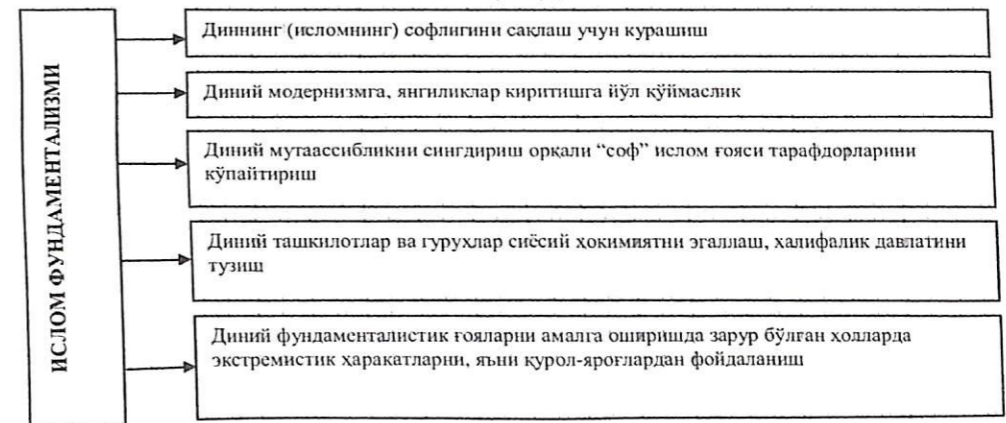 ИСЛОМ ФУНДАМЕНТАЛИЗМИ
Диннинг (исломнинг) софлигини сақлаш учун курашиш
Диний модернизмга, янгиликлар киритишга йўл қўймаслик
Диний мутаассибликни сингдириш орқали “соф” ислом ғояси тарафдорларини
кўпайтириш
Диний ташкилотлар ва гуруҳлар сиёсий ҳокимиятни эгаллаш, халифалик давлатини
тузиш
Диний фундаменталистик ғояларни амалга оширишда зарур бўлган ҳолларда
экстремистик ҳаракатларни, яъни қурол-яроғлардан фойдаланиш